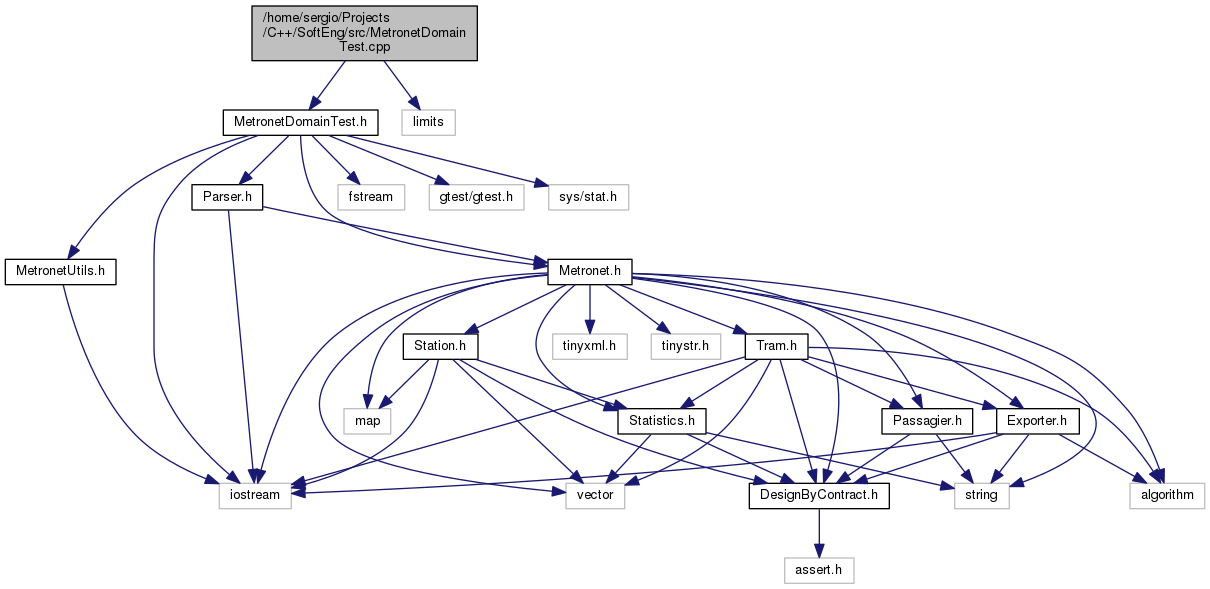 /home/sergio/Projects
/C++/SoftEng/src/MetronetDomain
Test.cpp
MetronetDomainTest.h
limits
Parser.h
fstream
gtest/gtest.h
sys/stat.h
MetronetUtils.h
Metronet.h
Station.h
tinyxml.h
tinystr.h
Tram.h
map
Statistics.h
Passagier.h
Exporter.h
iostream
vector
DesignByContract.h
string
algorithm
assert.h